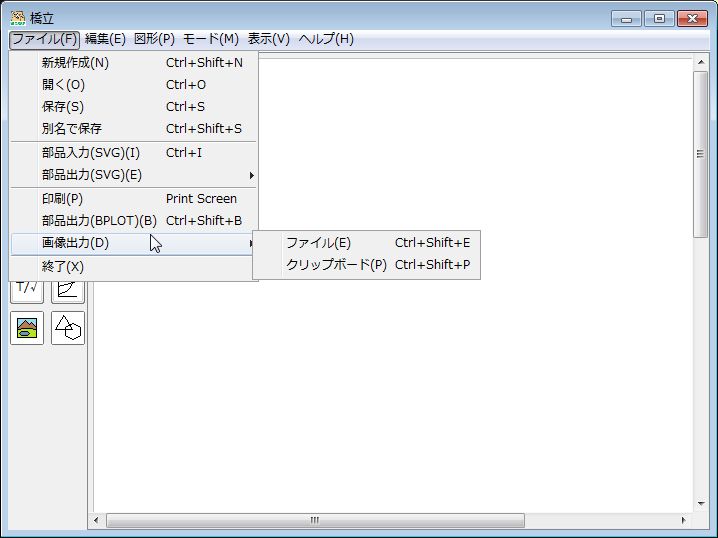 橋立
ファイル(F) 編集(E) 図形(P) モード(M) 表示(V) ヘルプ(H)
新規作成(N) Ctrl+Shift+N
開く(O) Ctrl+O
保存(S) Ctrl+S
別名で保存 Ctrl+Shift+S
部品入力(SVG)(I) Ctrl+I
部品出力(SVG)(E)
印刷(P) Print Screen
部品出力(BPLOT)(B) Ctrl+Shift+B
画像出力(D)
ファイル(E) Ctrl+Shift+E
クリップボード(P) Ctrl+Shift+P
終了(X)
T/√